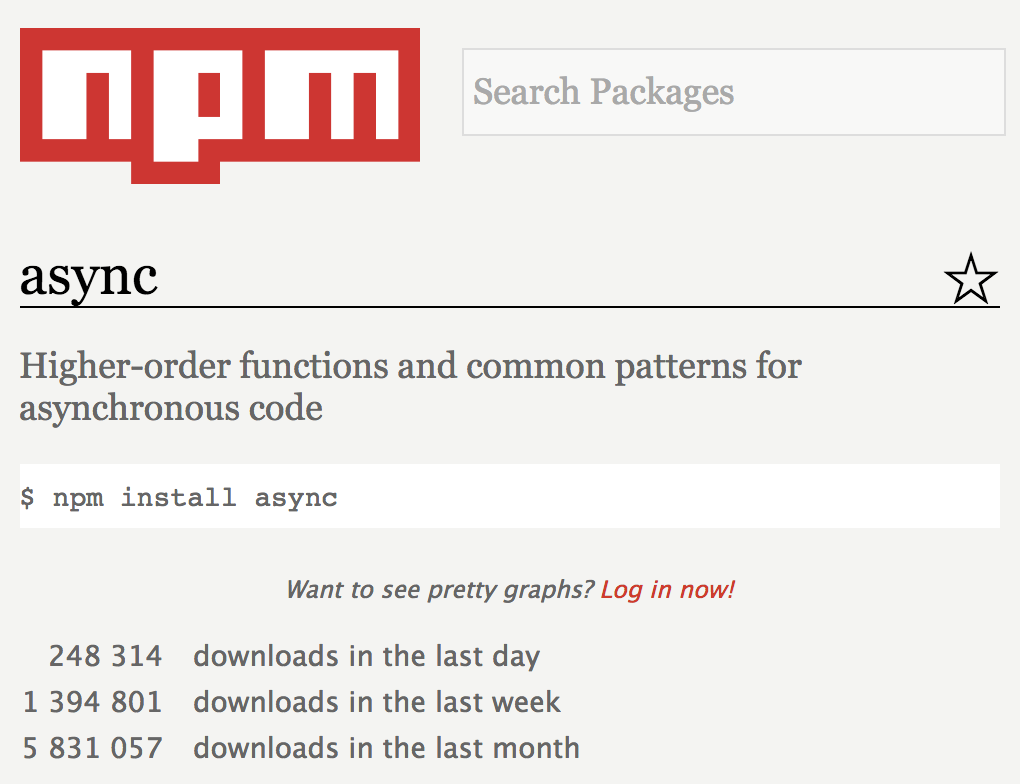 npm
Search Packages
async
Higher-order functions and common patterns for
asynchronous code
$ npm install async
Want to see pretty graphs? Log in now!
248 314 downloads in the last day
1 394 801 downloads in the last week
5 831 057 downloads in the last month